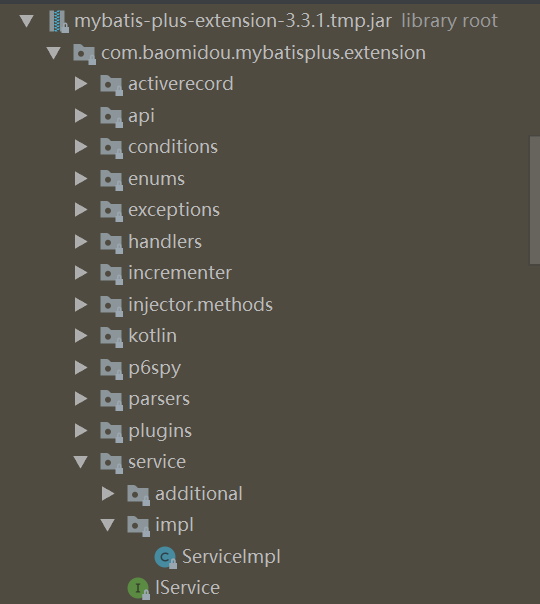 mybatis-plus-extension-3.3.1.tmp.jar library root
com.baomidou.mybatisplus.extension
activerecord
api
conditions
enums
exceptions
handlers
incrementer
injector.methods
kotlin
p6spy
parsers
plugins
service
additional
impl
C ServiceImpl
I IService